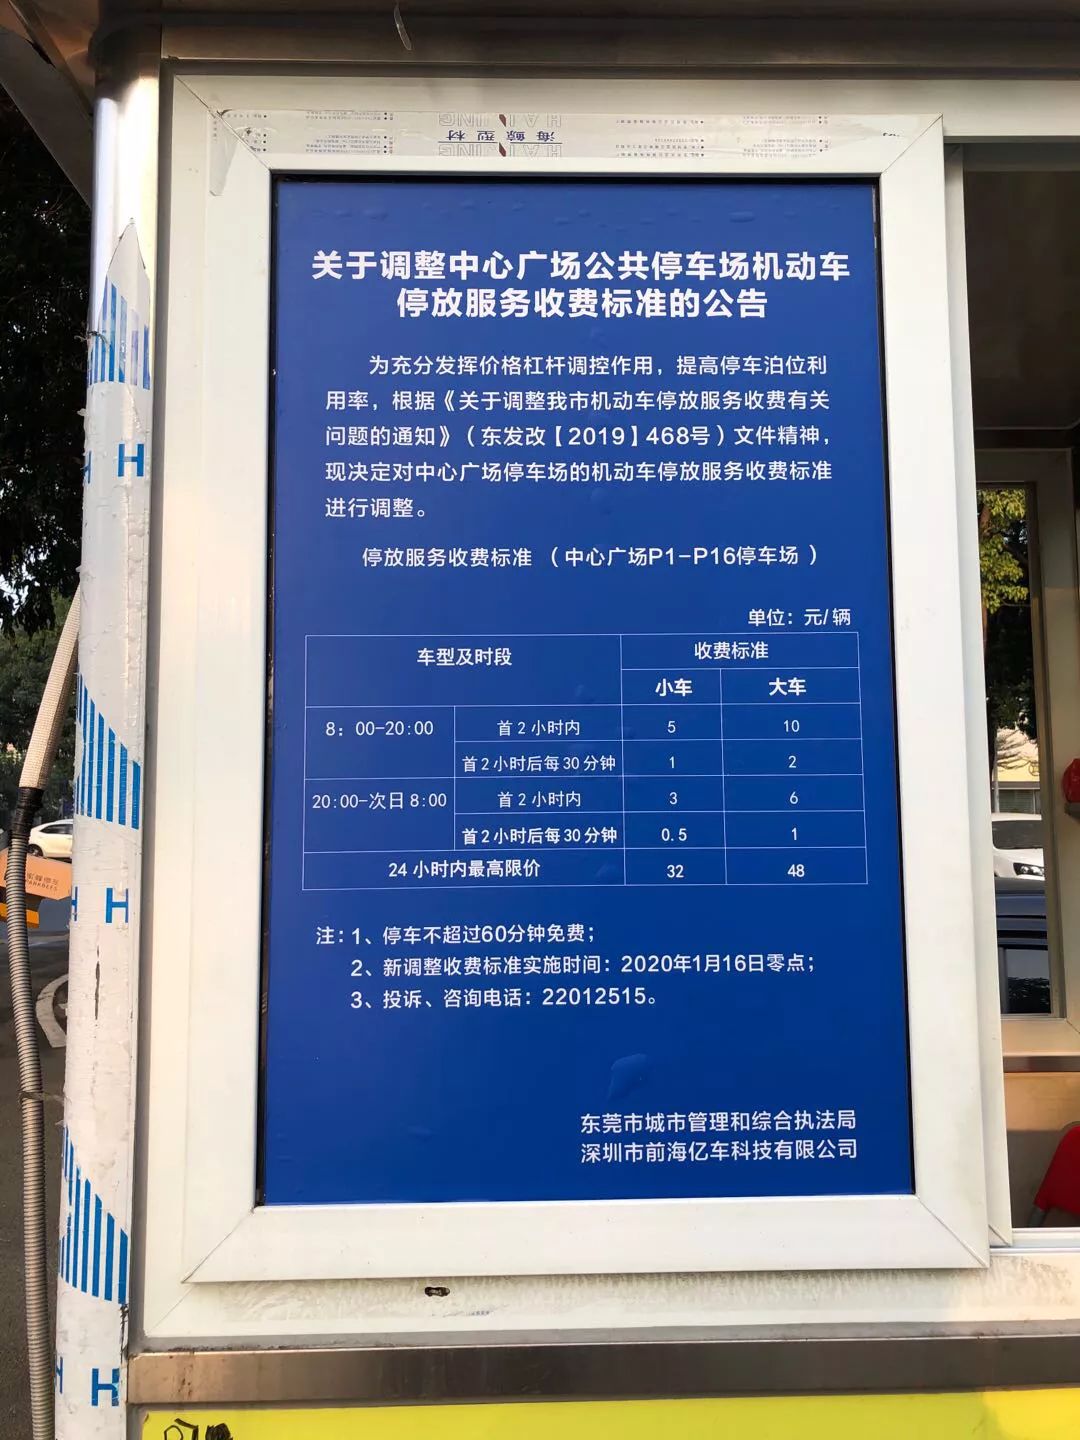 HAIJING
海鲸型材
HAIJING
关于调整中心广场公共停车场机动车
停放服务收费标准的公告
为充分发挥价格杠杆调控作用，提高停车泊位利
用率，根据《关于调整我市机动车停放服务收费有关
问题的通知》（东发改【2019】468号）文件精神，
现决定对中心广场停车场的机动车停放服务收费标准
进行调整。
停放服务收费标准 （中心广场P1-P16停车场 ）
单位：元/辆
车型及时段 收费标准
小车 大车
8：00-20:00 首2小时内 5 10
首2小时后每30分钟 1 2
20:00-次日8:00 首2小时内 3 6
首2小时后每30分钟 0.5 1
24小时内最高限价 32 48
注：1、停车不超过60分钟免费；
2、新调整收费标准实施时间：2020年1月16日零点；
3、投诉、咨询电话：22012515。
东莞市城市管理和综合执法局
深圳市前海亿车科技有限公司
H H
H H
H H